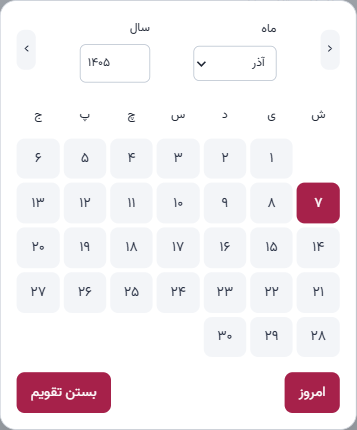 ماه سال
آذر ۱۴۰۵
ش ی د س چ پ ج
۱ ۲ ۳ ۴ ۵ ۶
۷ ۸ ۹ ۱۰ ۱۱ ۱۲ ۱۳
۱۴ ۱۵ ۱۶ ۱۷ ۱۸ ۱۹ ۲۰
۲۱ ۲۲ ۲۳ ۲۴ ۲۵ ۲۶ ۲۷
۲۸ ۲۹ ۳۰
امروز بستن تقویم